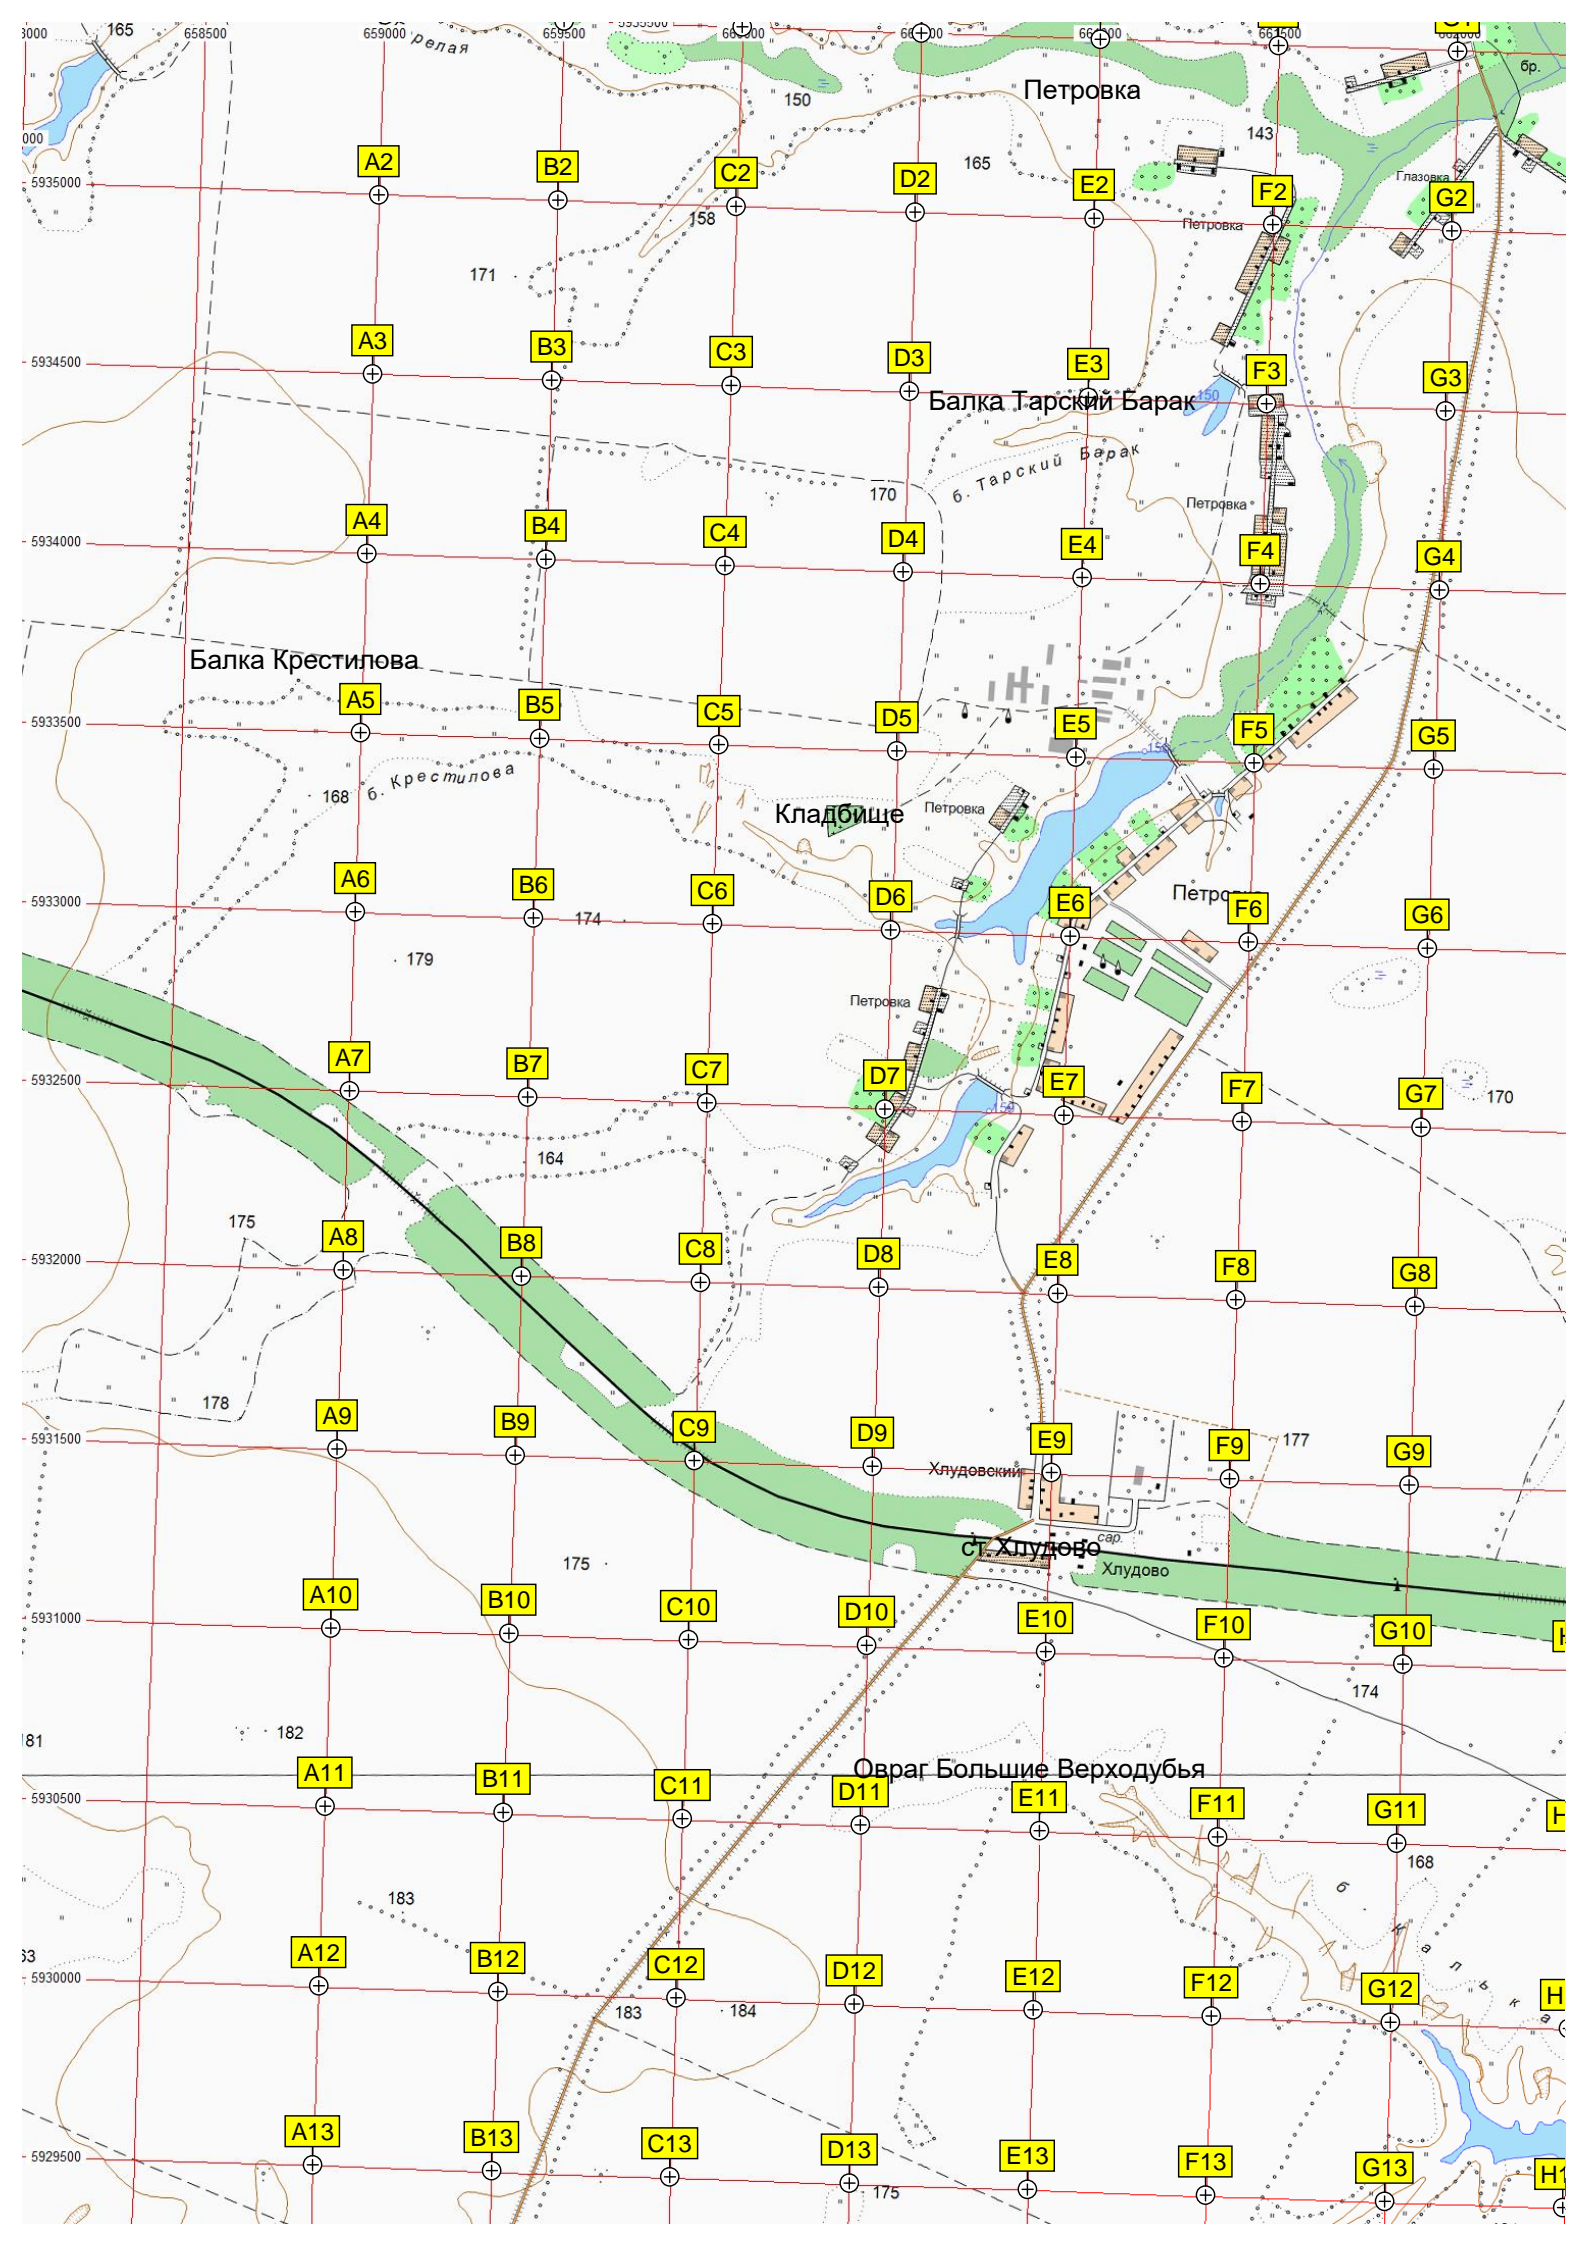 658500
659000
659500
165
150
Петровка
143
бр.
Глазовка
5935000
A2
B2
C2
D2
E2
F2
G2
165
158
Петровка
171
5934500
A3
B3
C3
D3
E3
F3
G3
Балка Тарский Барак
150
б. Тарский Барак
170
Петровка
5934000
A4
B4
C4
D4
E4
F4
G4
Балка Крестилова
5933500
A5
B5
C5
D5
E5
F5
G5
168
б. Крестилова
Кладбище
Петровка
5933000
A6
B6
C6
D6
E6
F6
G6
174
179
Петровка
5932500
A7
B7
C7
D7
E7
F7
G7
170
164
175
5932000
A8
B8
C8
D8
E8
F8
G8
178
5931500
A9
B9
C9
D9
E9
F9
G9
177
Хлудовский
сар.
ст. Хлудово
Хлудово
175
5931000
A10
B10
C10
D10
E10
F10
G10
174
182
181
Овраг Большие Верходубья
5930500
A11
B11
C11
D11
E11
F11
G11
168
183
б. Калька
5930000
A12
B12
C12
D12
E12
F12
G12
183
184
5929500
A13
B13
C13
D13
E13
F13
G13
175